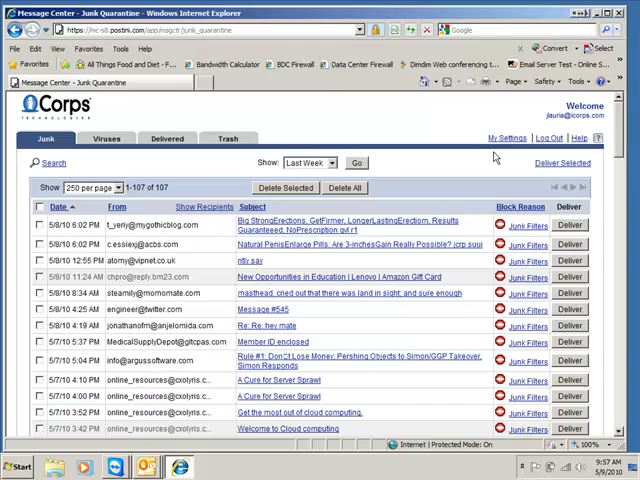 Message Center - Junk Quarantine - Windows Internet Explorer
https://mc-s8.postini.com/app/msgctr/junk_quarantine
Google
File Edit View Favorites Tools Help
Convert Select
Favorites All Things Food and Diet - F... Bandwidth Calculator BDC Firewall Data Center Firewall Dimdim Web conferencing t... Email Server Test - Online S...
Message Center - Junk Quarantine
Page Safety Tools
iCorps
TECHNOLOGIES
Welcome
jlauria@icorps.com
Junk Viruses Delivered Trash
My Settings | Log Out | Help ?
Search Show: Last Week Go Deliver Selected
Show 250 per page 1-107 of 107 Delete Selected Delete All
Date From Show Recipients Subject Block Reason Deliver
5/8/10 6:02 PM t_yeriy@mygothicblog.com Big StrongErections, GetFirmer, LongerLastingErectiom, Results
Guaranteed, NoPrescription gvl r1 Junk Filters Deliver
5/8/10 6:02 PM c.essiexj@acbs.com Natural PenisEnlarge Pills: Are 3-inchesGain Really Possible? jcrp suui Junk Filters Deliver
5/8/10 12:55 PM atomy@vipnet.co.uk ntly say Junk Filters Deliver
5/8/10 11:24 AM chpro@reply.bm23.com New Opportunities in Education | Lenovo | Amazon Gift Card Junk Filters Deliver
5/8/10 8:34 AM steamily@momomate.com masthead, cried out that there was land in sight; and sure enough Junk Filters Deliver
5/8/10 4:25 AM engineer@twitter.com Message #545 Junk Filters Deliver
5/8/10 4:19 AM jonathanofm@anjelomida.com Re: Re: hey mate Junk Filters Deliver
5/7/10 5:37 PM MedicalSupplyDepot@gltcpas.com Member ID enclosed Junk Filters Deliver
5/7/10 5:04 PM info@argussoftware.com Rule #1: Don□t Lose Money; Pershing Objects to Simon/GGP Takeover,
Simon Responds Junk Filters Deliver
5/7/10 4:10 PM online_resources@cxolyris.c... A Cure for Server Sprawl Junk Filters Deliver
5/7/10 4:00 PM online_resources@cxolyris.c... A Cure for Server Sprawl Junk Filters Deliver
5/7/10 3:52 PM online_resources@cxolyris.c... Get the most out of cloud computing. Junk Filters Deliver
5/7/10 3:42 PM online_resources@cxolyris.c... Welcome to Cloud computing Junk Filters Deliver
Internet | Protected Mode: On 100%
Start
9:57 AM
5/9/2010